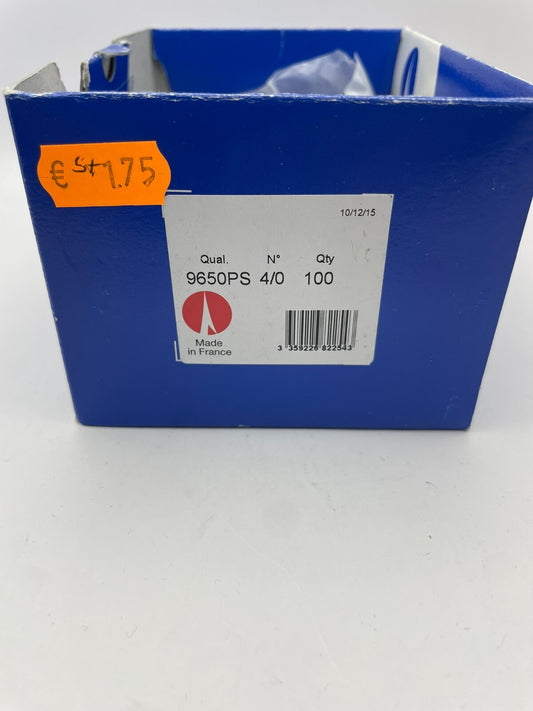 € St 1.75
10/12/15
Qual. N° Qty
9650PS 4/0 100
Made
in France
3 359226 822543